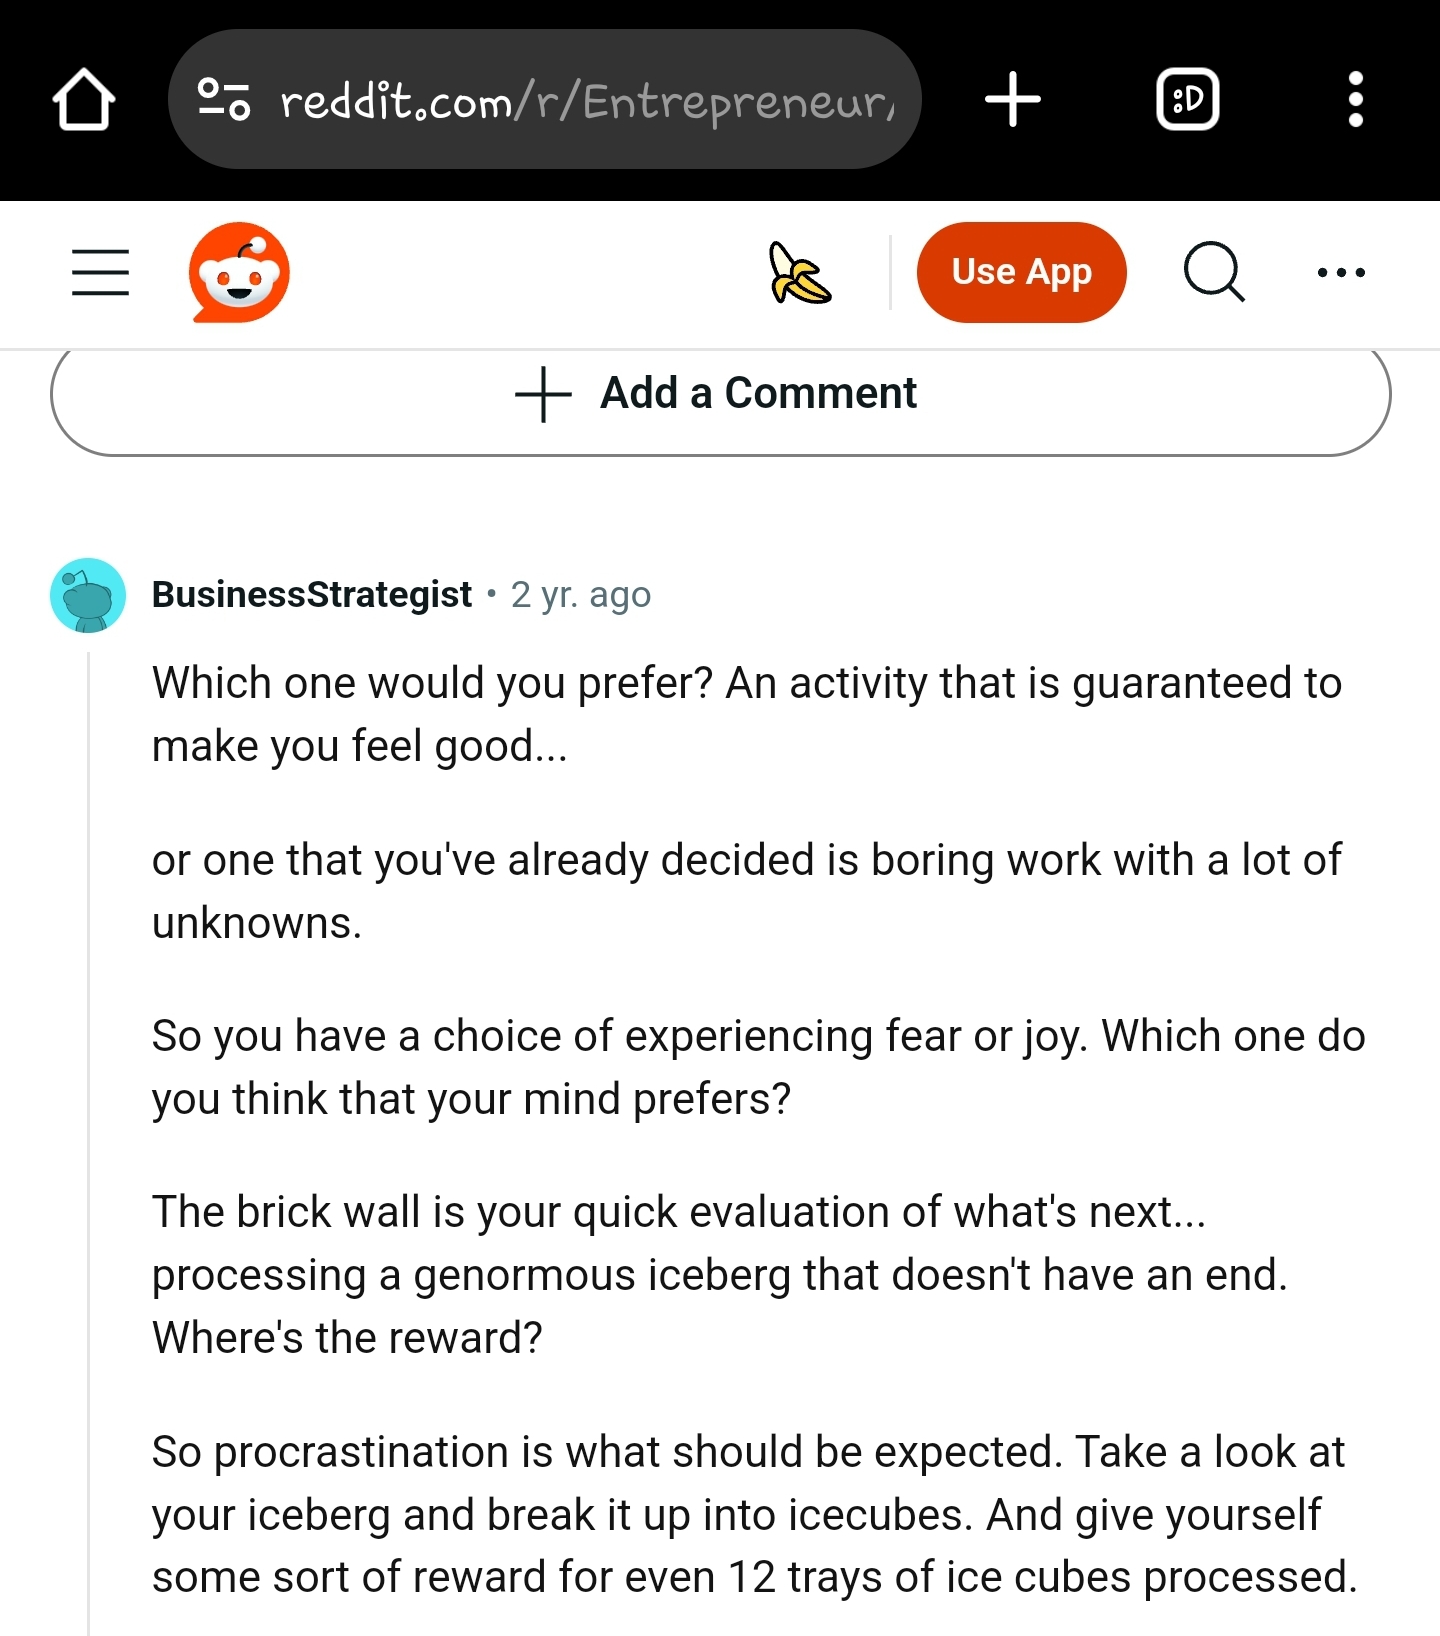 reddit.com/r/Entrepreneur,
:D
Use App
Add a Comment
BusinessStrategist • 2 yr. ago
Which one would you prefer? An activity that is guaranteed to
make you feel good...
or one that you've already decided is boring work with a lot of
unknowns.
So you have a choice of experiencing fear or joy. Which one do
you think that your mind prefers?
The brick wall is your quick evaluation of what's next...
processing a genormous iceberg that doesn't have an end.
Where's the reward?
So procrastination is what should be expected. Take a look at
your iceberg and break it up into icecubes. And give yourself
some sort of reward for even 12 trays of ice cubes processed.